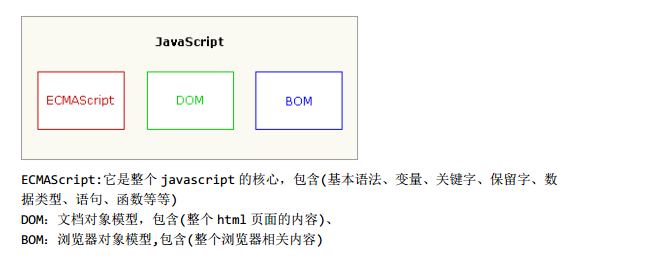 JavaScript
ECMAScript
DOM
BOM
ECMAScript:它是整个 javascript 的核心，包含(基本语法、变量、关键字、保留字、数
据类型、语句、函数等等)
DOM：文档对象模型，包含(整个 html 页面的内容)、
BOM：浏览器对象模型,包含(整个浏览器相关内容)